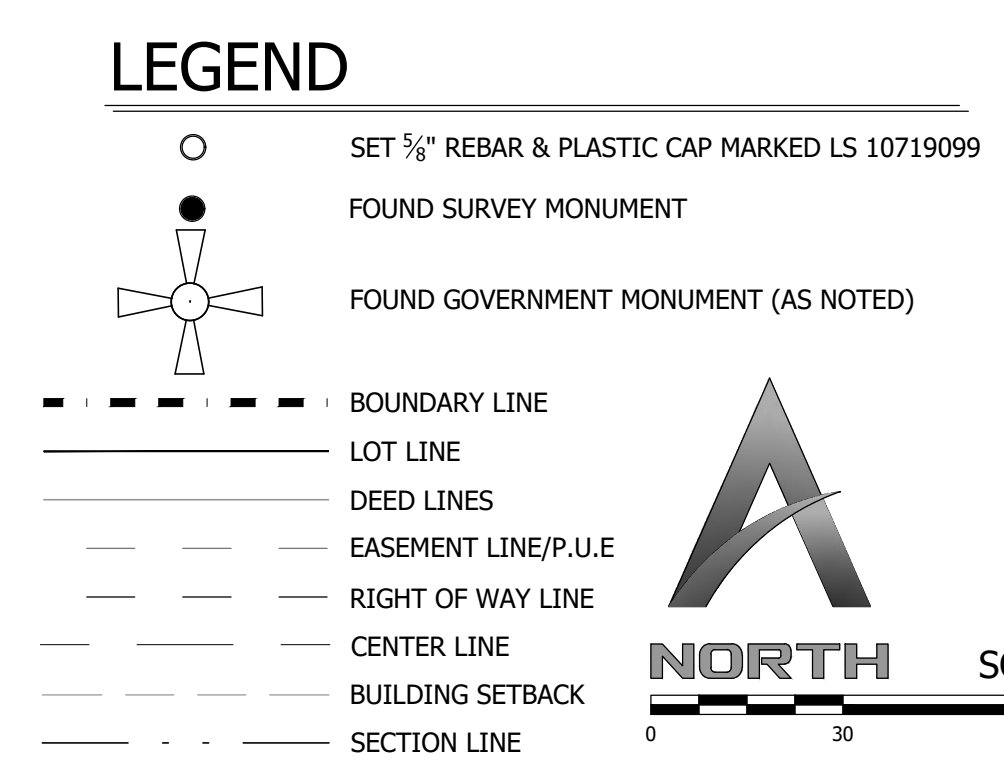 LEGEND
SET ⅝" REBAR & PLASTIC CAP MARKED LS 10719099
FOUND SURVEY MONUMENT
FOUND GOVERNMENT MONUMENT (AS NOTED)
BOUNDARY LINE
LOT LINE
DEED LINES
EASEMENT LINE/P.U.E
RIGHT OF WAY LINE
CENTER LINE
BUILDING SETBACK
SECTION LINE
NORTH
0 30